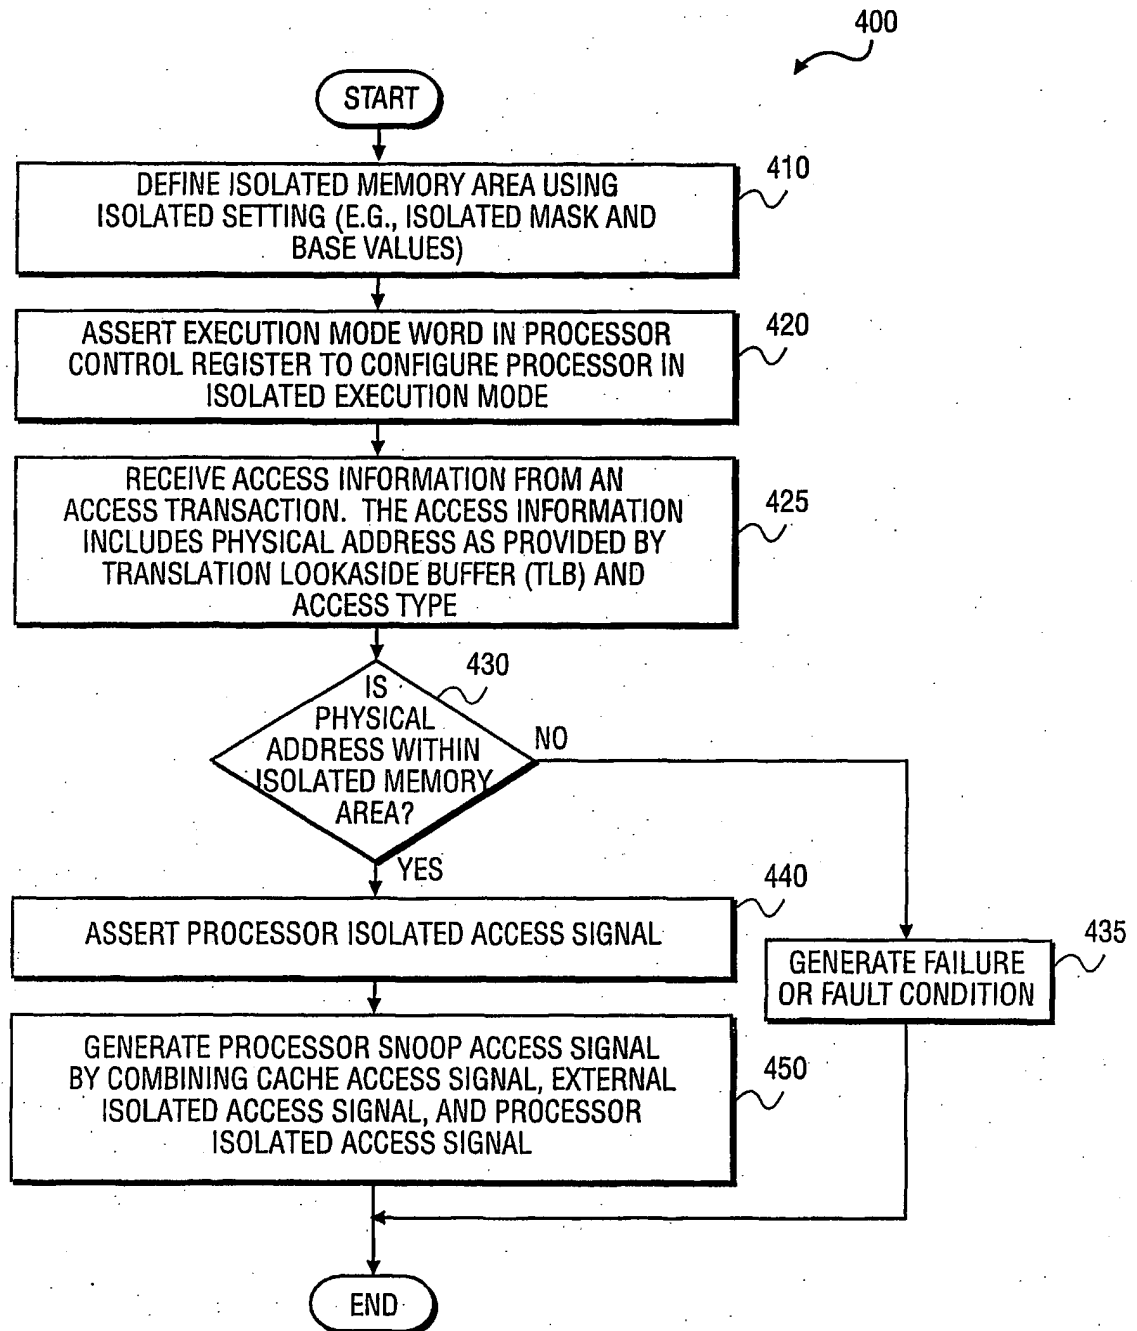 400
START
DEFINE ISOLATED MEMORY AREA USING
ISOLATED SETTING (E.G., ISOLATED MASK AND
BASE VALUES)
410
ASSERT EXECUTION MODE WORD IN PROCESSOR
CONTROL REGISTER TO CONFIGURE PROCESSOR IN
ISOLATED EXECUTION MODE
420
RECEIVE ACCESS INFORMATION FROM AN
ACCESS TRANSACTION. THE ACCESS INFORMATION
INCLUDES PHYSICAL ADDRESS AS PROVIDED BY
TRANSLATION LOOKASIDE BUFFER (TLB) AND
ACCESS TYPE
425
430
IS
PHYSICAL
ADDRESS WITHIN
ISOLATED MEMORY
AREA?
NO
YES
440
ASSERT PROCESSOR ISOLATED ACCESS SIGNAL
435
GENERATE FAILURE
OR FAULT CONDITION
GENERATE PROCESSOR SNOOP ACCESS SIGNAL
BY COMBINING CACHE ACCESS SIGNAL, EXTERNAL
ISOLATED ACCESS SIGNAL, AND PROCESSOR
ISOLATED ACCESS SIGNAL
450
END